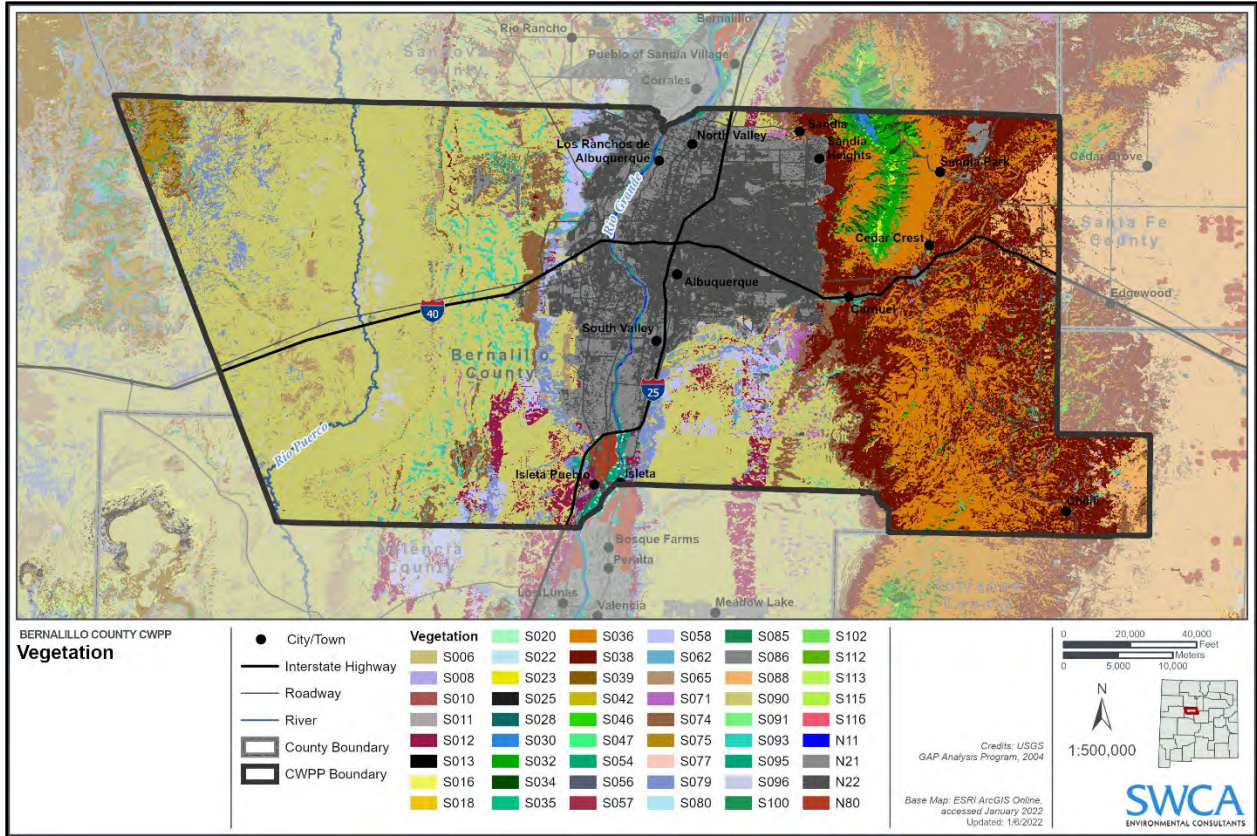 Bernalillo
Rio Rancho
Pueblo of Sandia Village
Corrales
Los Ranchos de
Albuquerque
North Valley
Sandia
Sandia
Heights
Sandia Park
Cedar Grove
Rio Grande
Santa Fe
County
Cedar Crest
Albuquerque
Edgewood
Carnuel
40
South Valley
Bernalillo
County
25
Rio Puerco
Isleta Pueblo
Isleta
Chilili
Bosque Farms
Valencia
County
Peralta
Los Lunas
Valencia
Meadow Lake
BERNALILLO COUNTY CWPP
Vegetation
City/Town
Interstate Highway
Roadway
River
County Boundary
CWPP Boundary
Vegetation
S006
S008
S010
S011
S012
S013
S016
S018
S020
S022
S023
S025
S028
S030
S032
S034
S035
S036
S038
S039
S042
S046
S047
S054
S056
S057
S058
S062
S065
S071
S074
S075
S077
S079
S080
S085
S086
S088
S090
S091
S093
S095
S096
S100
S102
S112
S113
S115
S116
N11
N21
N22
N80
Credits: USGS
GAP Analysis Program, 2004
Base Map: ESRI ArcGIS Online,
accessed January 2022
Updated: 1/6/2022
0 20,000 40,000
Feet
Meters
0 5,000 10,000
N
1:500,000
SWCA
ENVIRONMENTAL CONSULTANTS